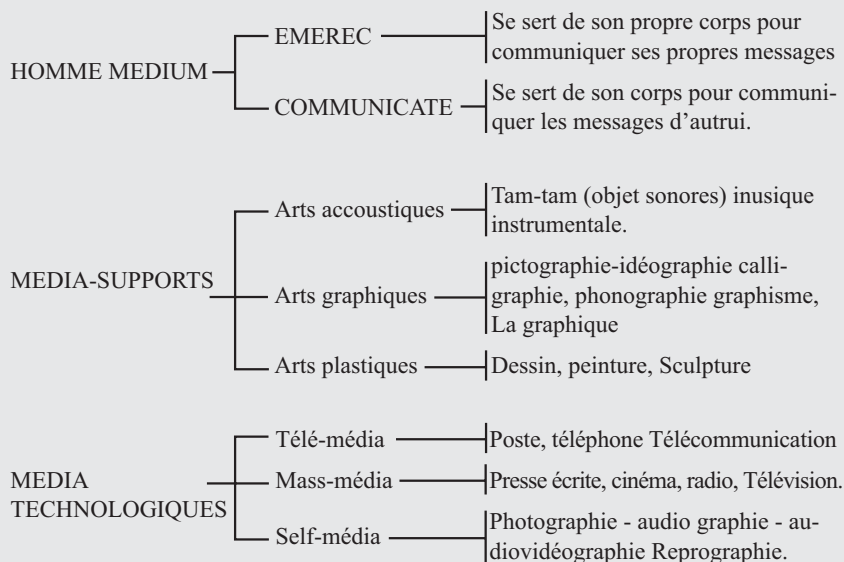 HOMME MEDIUM
EMEREC
Se sert de son propre corps pour
communiquer ses propres messages
COMMUNICATE
Se sert de son corps pour communi-
quer les messages d’autrui.
MEDIA-SUPPORTS
Arts accoustiques
Tam-tam (objet sonores) inusique
instrumentale.
Arts graphiques
pictographie-idéographie calli-
graphie, phonographie graphisme,
La graphique
Arts plastiques
Dessin, peinture, Sculpture
MEDIA
TECHNOLOGIQUES
Télé-média
Poste, téléphone Télécommunication
Mass-média
Presse écrite, cinéma, radio, Télévision.
Self-média
Photographie - audio graphie - au-
diovidéographie Reprographie.